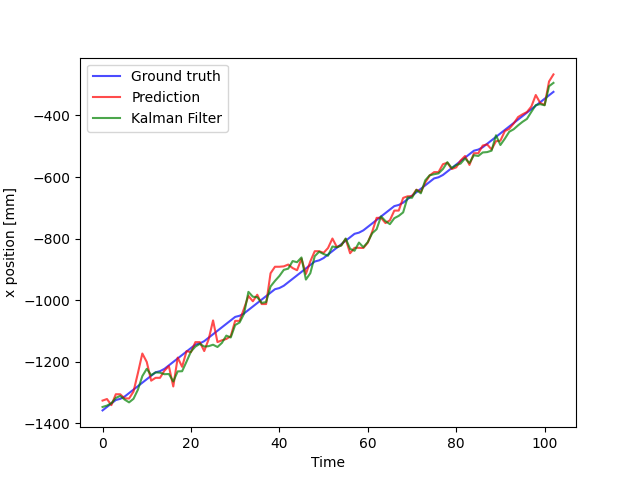 Ground truth
Prediction
Kalman Filter
−400
−600
−800
−1000
−1200
−1400
x position [mm]
0 20 40 60 80 100
Time